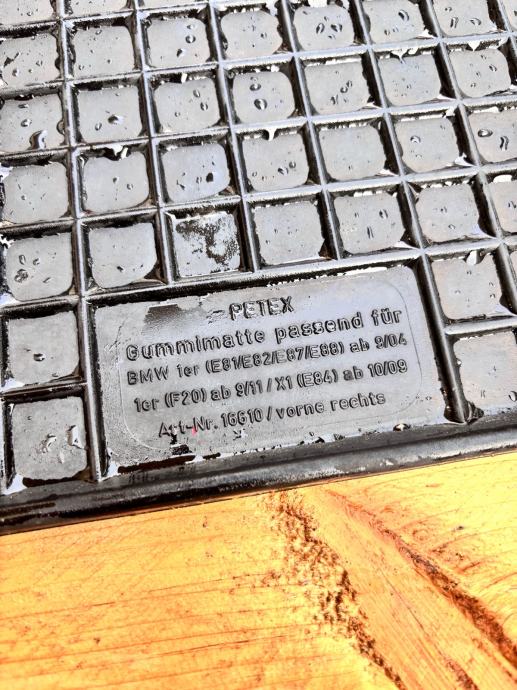 PETEX
Gummimatte passend für
BMW 1er (E81/E82/E87/E88) ab 9/04
1er (F20) ab 9/11 / X1 (E84) ab 10/09
Art-Nr. 16610 / vorne rechts